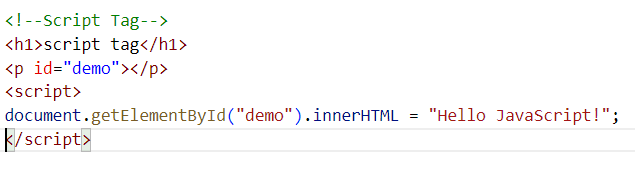 <!--Script Tag-->
<h1>script tag</h1>
<p id="demo"></p>
<script>
document.getElementById("demo").innerHTML = "Hello JavaScript!";
</script>